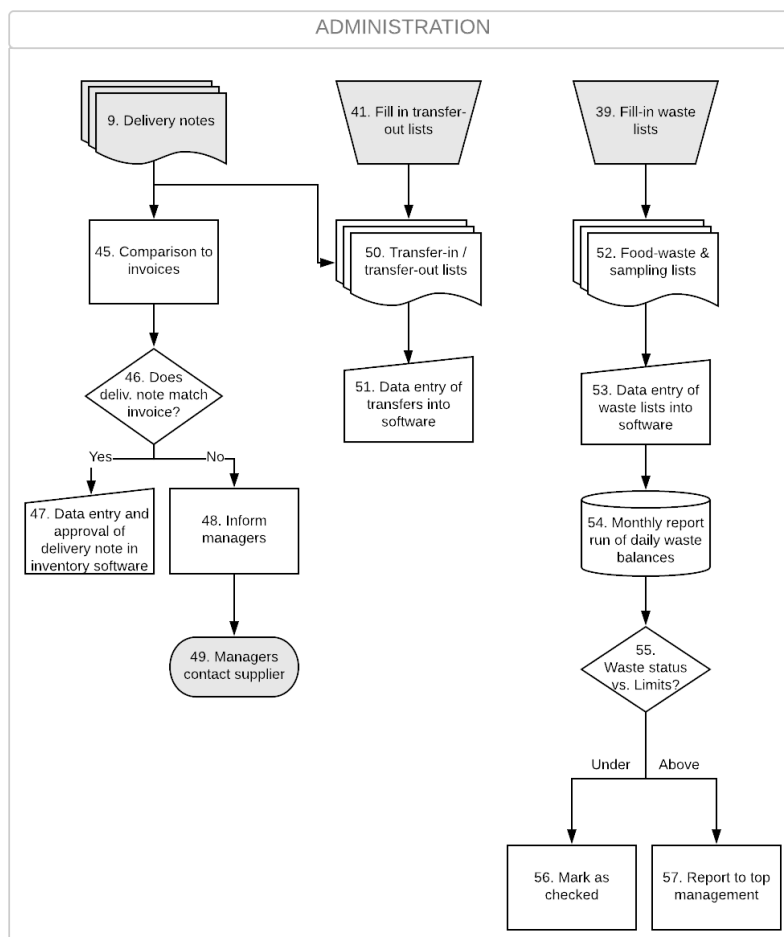 ADMINISTRATION
9. Delivery notes
41. Fill in transfer-
out lists
39. Fill-in waste
lists
45. Comparison to
invoices
50. Transfer-in /
transfer-out lists
52. Food-waste &
sampling lists
46. Does
deliv. note match
invoice?
51. Data entry of
transfers into
software
53. Data entry of
waste lists into
software
Yes
No
47. Data entry and
approval of
delivery note in
inventory software
48. Inform
managers
54. Monthly report
run of daily waste
balances
49. Managers
contact supplier
55.
Waste status
vs. Limits?
Under
Above
56. Mark as
checked
57. Report to top
management